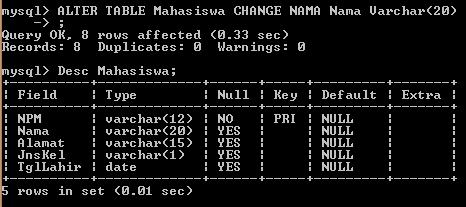 mysql> ALTER TABLE Mahasiswa CHANGE NAMA Nama Varchar(20)
    -> ;
Query OK, 8 rows affected (0.33 sec)
Records: 8  Duplicates: 0  Warnings: 0

mysql> Desc Mahasiswa;
+----------+-------------+------+-----+---------+-------+
| Field    | Type        | Null | Key | Default | Extra |
+----------+-------------+------+-----+---------+-------+
| NPM      | varchar(12) | NO   | PRI | NULL    |       |
| Nama     | varchar(20) | YES  |     | NULL    |       |
| Alamat   | varchar(15) | YES  |     | NULL    |       |
| JnsKel   | varchar(1)  | YES  |     | NULL    |       |
| TglLahir | date        | YES  |     | NULL    |       |
+----------+-------------+------+-----+---------+-------+
5 rows in set (0.01 sec)